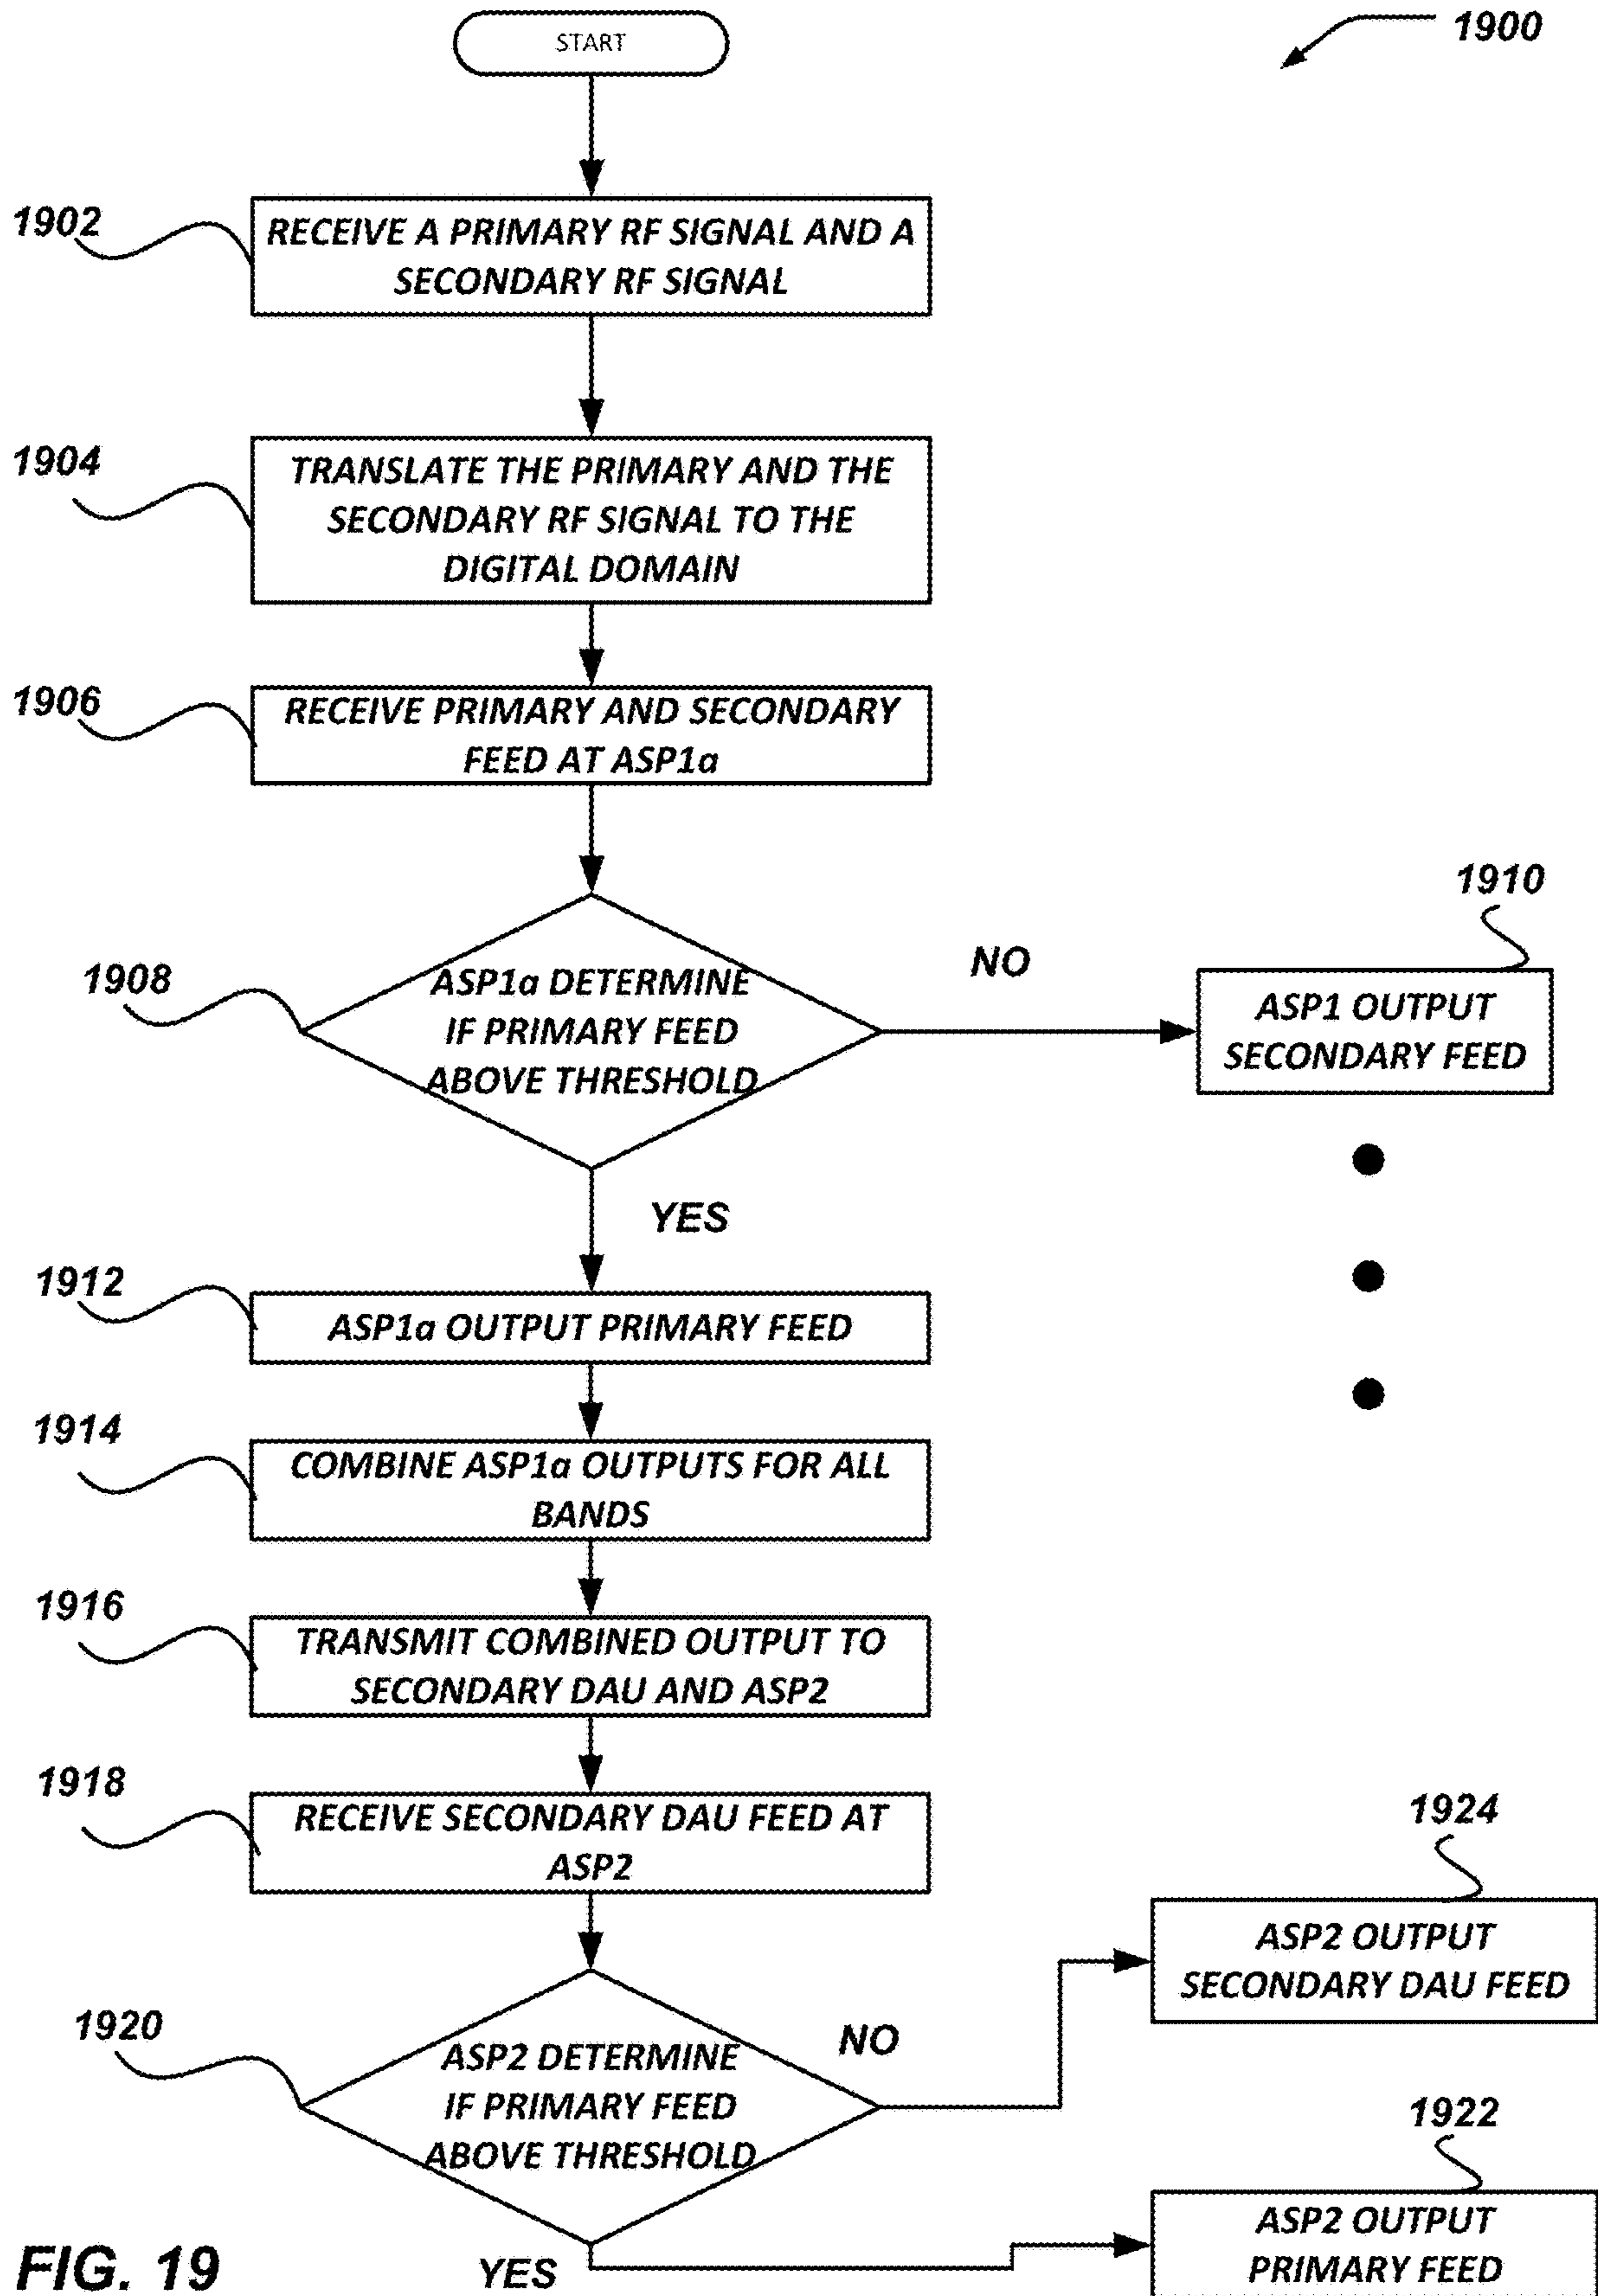 START
1900
1902
RECEIVE A PRIMARY RF SIGNAL AND A
SECONDARY RF SIGNAL
1904
TRANSLATE THE PRIMARY AND THE
SECONDARY RF SIGNAL TO THE
DIGITAL DOMAIN
1906
RECEIVE PRIMARY AND SECONDARY
FEED AT ASP1a
1908
ASP1a DETERMINE
IF PRIMARY FEED
ABOVE THRESHOLD
NO
1910
ASP1 OUTPUT
SECONDARY FEED
YES
1912
ASP1a OUTPUT PRIMARY FEED
1914
COMBINE ASP1a OUTPUTS FOR ALL
BANDS
1916
TRANSMIT COMBINED OUTPUT TO
SECONDARY DAU AND ASP2
1918
RECEIVE SECONDARY DAU FEED AT
ASP2
1920
ASP2 DETERMINE
IF PRIMARY FEED
ABOVE THRESHOLD
NO
1924
ASP2 OUTPUT
SECONDARY DAU FEED
1922
ASP2 OUTPUT
PRIMARY FEED
YES
FIG. 19